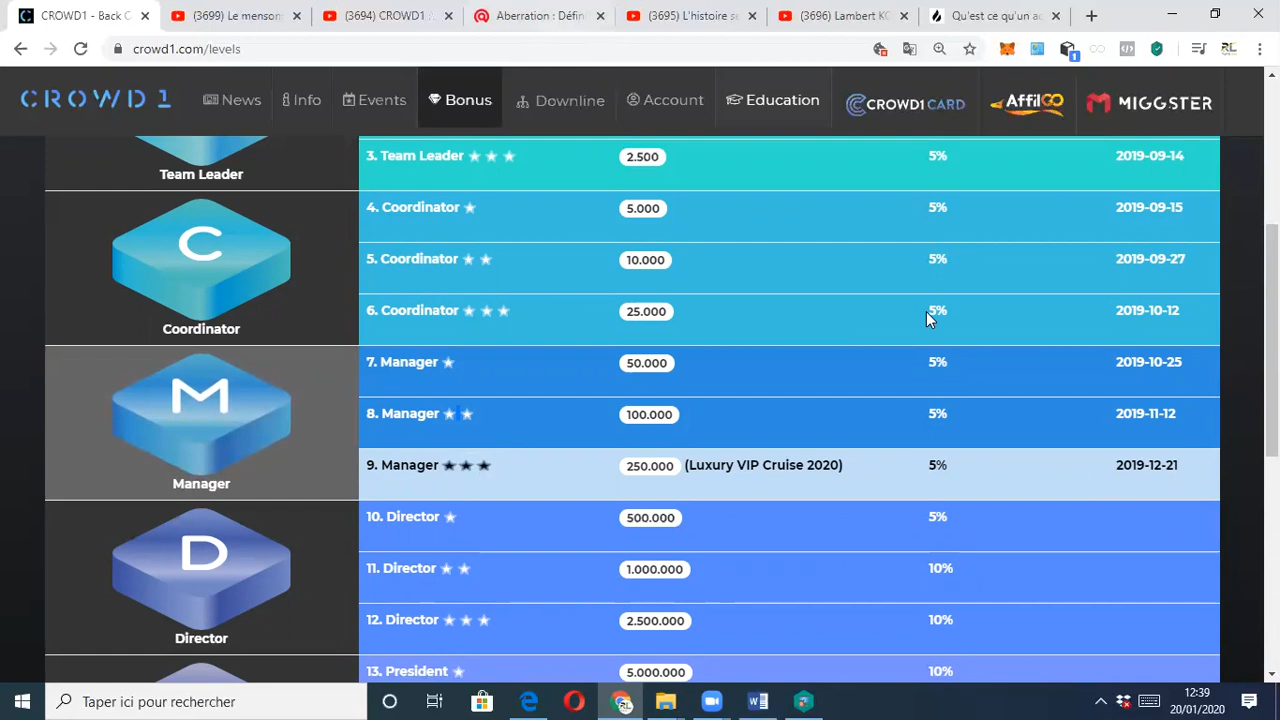 CROWD1 - Back O
(3699) Le menson
(3694) CROWD1
Aberration : Défin
(3695) L'histoire s
(3696) Lambert K
Qu'est ce qu'un a
crowd1.com/levels
1
CROWD1
News
Info
Events
Bonus
Downline
Account
Education
CROWD1CARD
AFFILGO
MIGGSTER
Team Leader
3. Team Leader 2.500 5% 2019-09-14
C
Coordinator
4. Coordinator 5.000 5% 2019-09-15
5. Coordinator 10.000 5% 2019-09-27
6. Coordinator 25.000 5% 2019-10-12
M
Manager
7. Manager 50.000 5% 2019-10-25
8. Manager 100.000 5% 2019-11-12
9. Manager 250.000 (Luxury VIP Cruise 2020) 5% 2019-12-21
D
Director
10. Director 500.000 5%
11. Director 1.000.000 10%
12. Director 2.500.000 10%
13. President 5.000.000 10%
Taper ici pour rechercher
12:39
20/01/2020